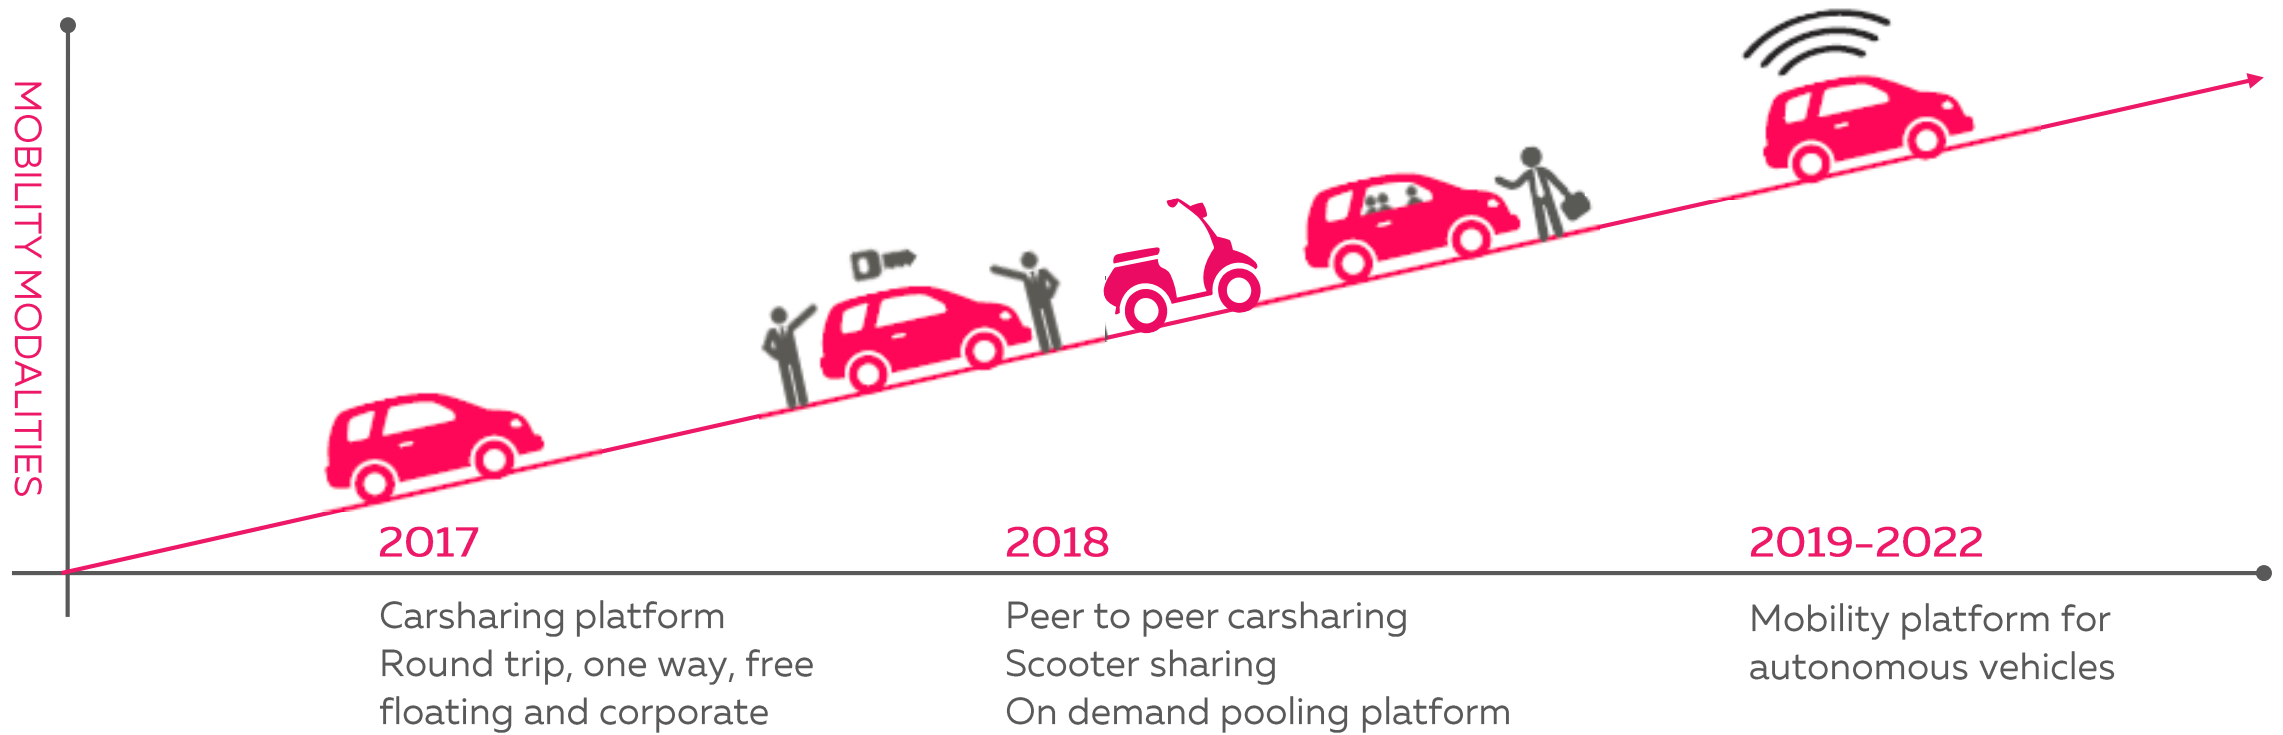 MOBILITY MODALITIES
2017
Carsharing platform
Round trip, one way, free
floating and corporate
2018
Peer to peer carsharing
Scooter sharing
On demand pooling platform
2019-2022
Mobility platform for
autonomous vehicles